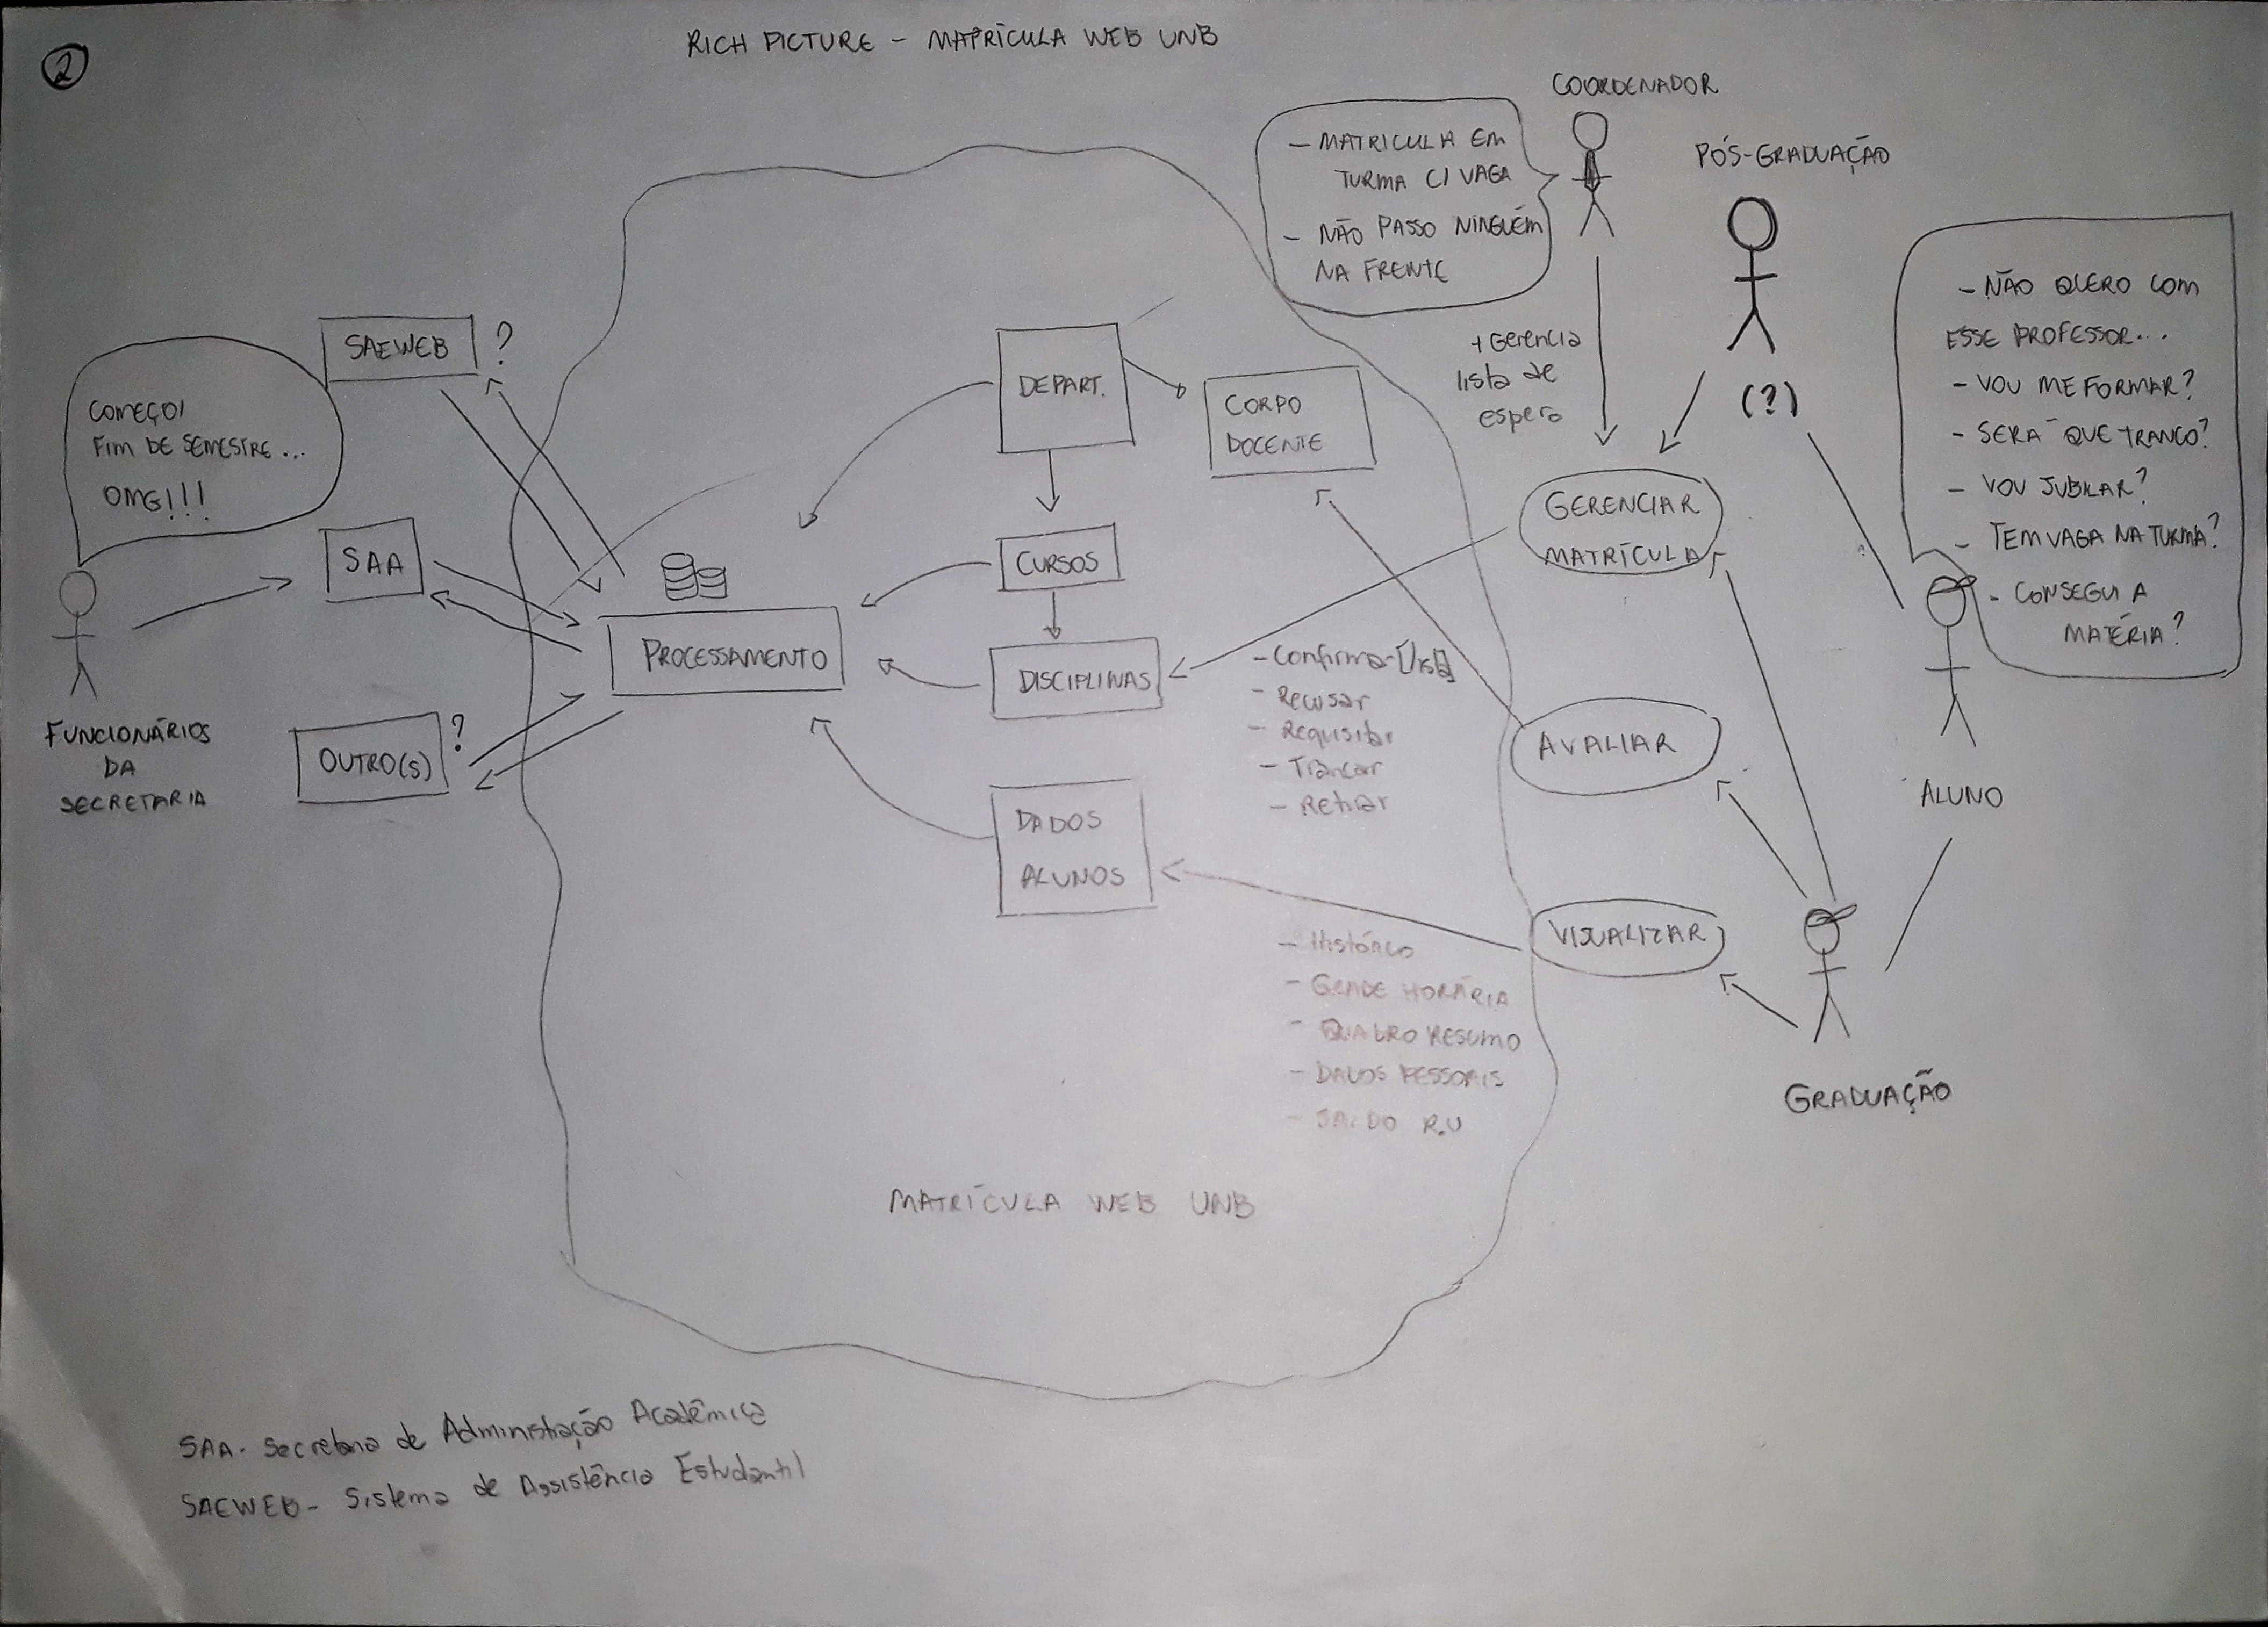 RICH PICTURE - MATRÍCULA WEB UNB
2
COORDENADOR
- MATRICULA EM
TURMA C/ VAGA
- NÃO PASSO NINGUÉM
NA FRENTE
PÓS-GRADUAÇÃO
(?)
- NÃO QUERO COM
ESSE PROFESSOR...
- VOU ME FORMAR?
- SERÁ QUE TRANCO?
- VOU JUBILAR?
- TEM VAGA NA TURMA?
- CONSEGUI A
MATÉRIA?
ALUNO
GRADUAÇÃO
+ Gerencia
lista de
espera
GERENCIAR
MATRÍCULA
AVALIAR
VISUALIZAR
SAEWEB ?
COMEÇO/
FIM DE SEMESTRE...
OMG!!!
SAA
FUNCIONÁRIOS
DA
SECRETARIA
OUTRO(S) ?
PROCESSAMENTO
DEPART.
CORPO
DOCENTE
CURSOS
DISCIPLINAS
DADOS
ALUNOS
- Confirma
- Recusar
- Requisitar
- Trancar
- Retirar
- Histórico
- GRADE HORÁRIA
- QUADRO RESUMO
- DADOS PESSOAIS
- SALDO R.U
MATRÍCULA WEB UNB
SAA - Secretaria de Administração Acadêmica
SAEWEB - Sistema de Assistência Estudantil